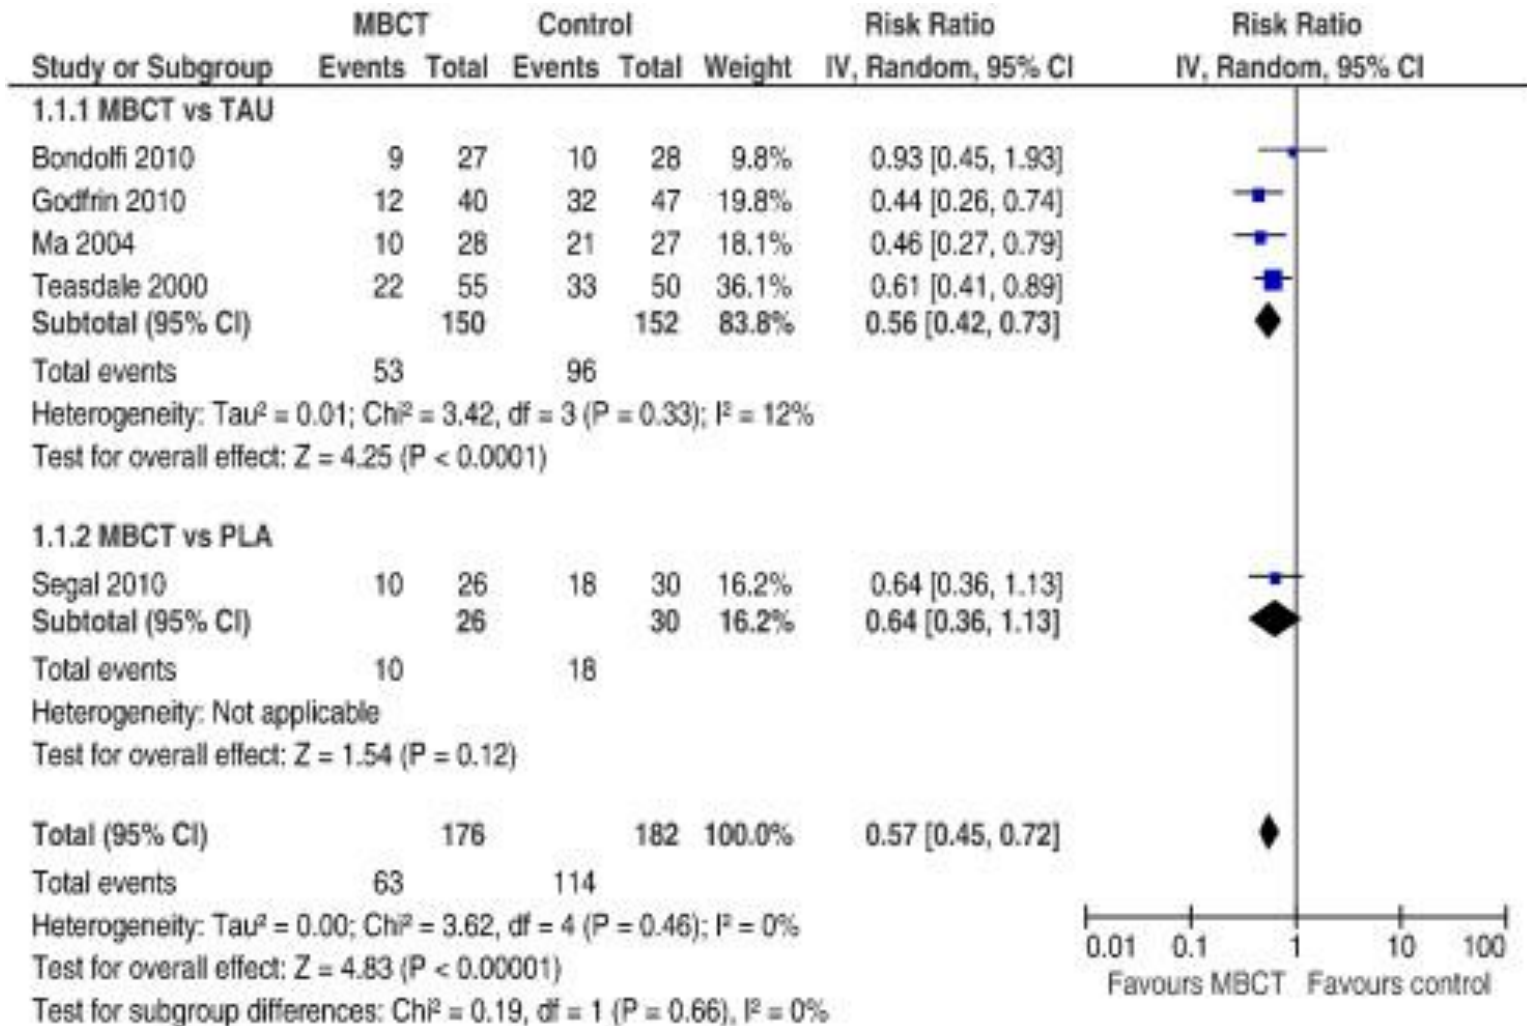 MBCT Control Risk Ratio Risk Ratio
Study or Subgroup Events Total Events Total Weight IV, Random, 95% CI IV, Random, 95% CI
1.1.1 MBCT vs TAU
Bondolfi 2010 9 27 10 28 9.8% 0.93 [0.45, 1.93]
Godfrin 2010 12 40 32 47 19.8% 0.44 [0.26, 0.74]
Ma 2004 10 28 21 27 18.1% 0.46 [0.27, 0.79]
Teasdale 2000 22 55 33 50 36.1% 0.61 [0.41, 0.89]
Subtotal (95% CI) 150 152 83.8% 0.56 [0.42, 0.73]
Total events 53 96
Heterogeneity: Tau² = 0.01; Chi² = 3.42, df = 3 (P = 0.33); I² = 12%
Test for overall effect: Z = 4.25 (P < 0.0001)
1.1.2 MBCT vs PLA
Segal 2010 10 26 18 30 16.2% 0.64 [0.36, 1.13]
Subtotal (95% CI) 26 30 16.2% 0.64 [0.36, 1.13]
Total events 10 18
Heterogeneity: Not applicable
Test for overall effect: Z = 1.54 (P = 0.12)
Total (95% CI) 176 182 100.0% 0.57 [0.45, 0.72]
Total events 63 114
Heterogeneity: Tau² = 0.00; Chi² = 3.62, df = 4 (P = 0.46); I² = 0%
Test for overall effect: Z = 4.83 (P < 0.00001)
Test for subgroup differences: Chi² = 0.19, df = 1 (P = 0.66), I² = 0%
0.01 0.1 1 10 100
Favours MBCT Favours control